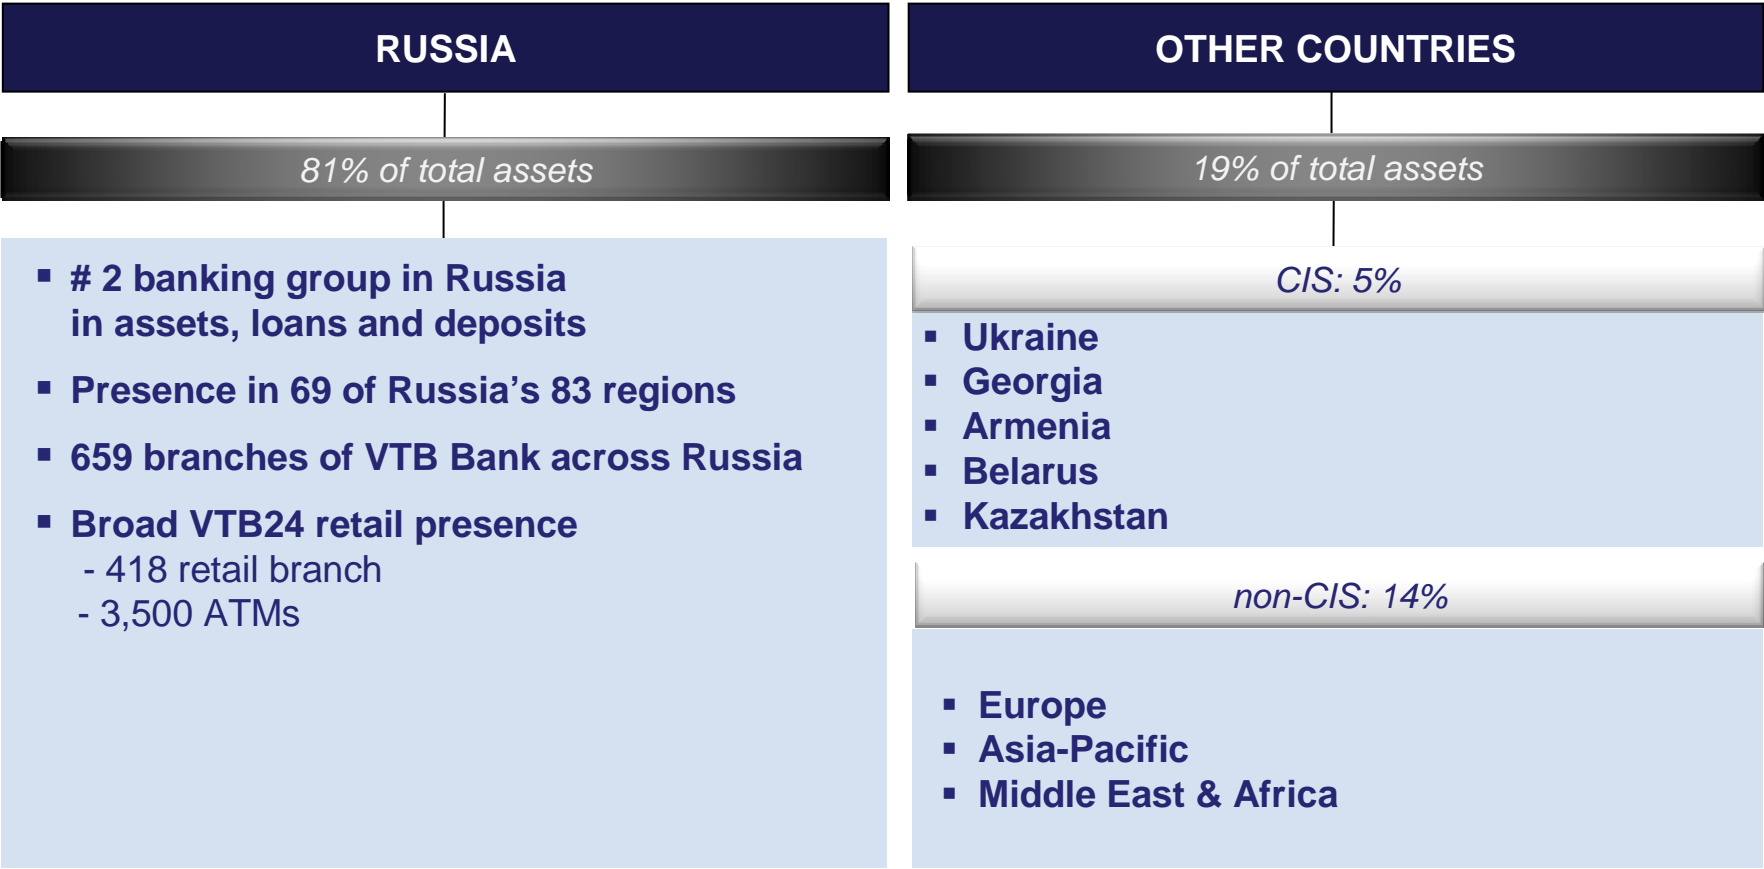 RUSSIA
81% of total assets
▪ # 2 banking group in Russia
in assets, loans and deposits
▪ Presence in 69 of Russia’s 83 regions
▪ 659 branches of VTB Bank across Russia
▪ Broad VTB24 retail presence
- 418 retail branch
- 3,500 ATMs
OTHER COUNTRIES
19% of total assets
CIS: 5%
▪ Ukraine
▪ Georgia
▪ Armenia
▪ Belarus
▪ Kazakhstan
non-CIS: 14%
▪ Europe
▪ Asia-Pacific
▪ Middle East & Africa